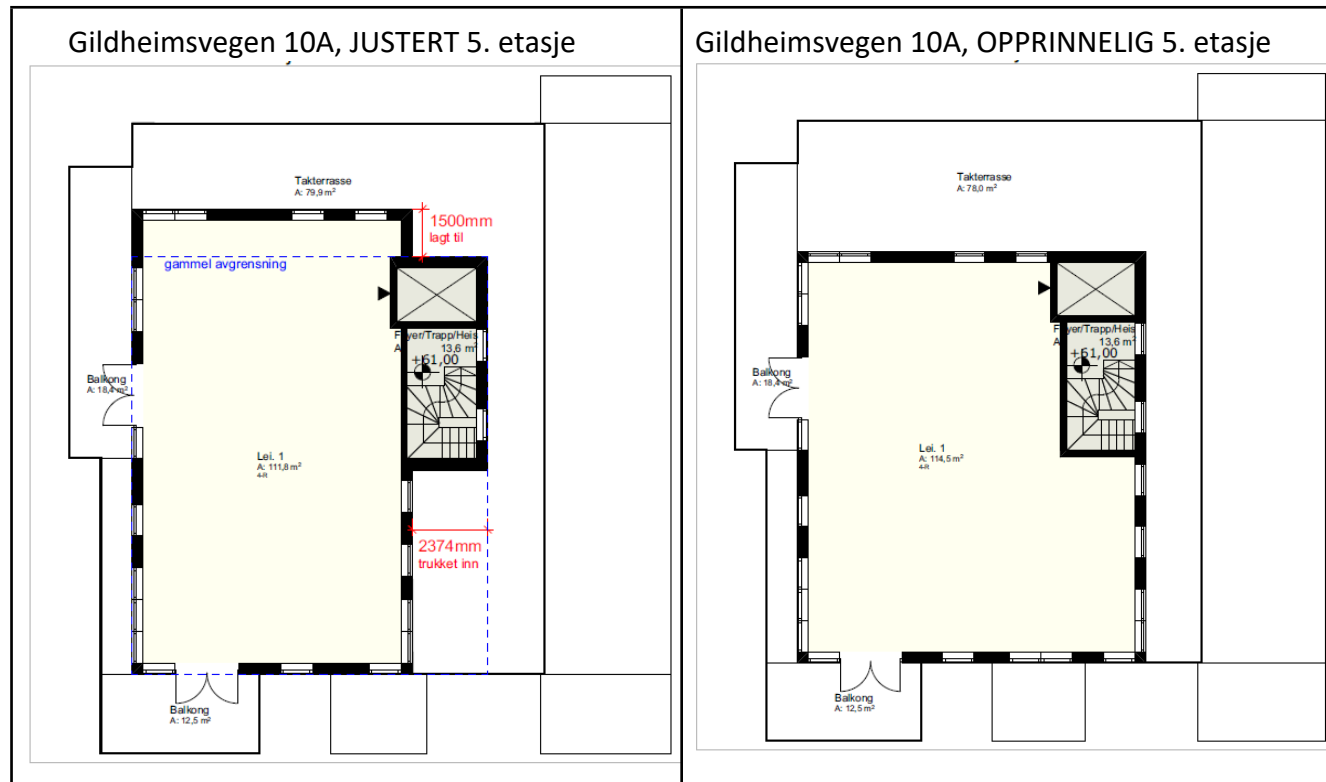 Gildheimsvegen 10A, JUSTERT 5. etasje
Takterrasse
A: 79,9 m²
1500mm
lagt til
gammel avgrensning
Foyer/Trapp/Heis
A 13,6 m²
+61,00
Balkong
A: 18,4 m²
Lei. 1
A: 111,8 m²
4-R
2374mm
trukket inn
Balkong
A: 12,5 m²
Gildheimsvegen 10A, OPPRINNELIG 5. etasje
Takterrasse
A: 78,0 m²
Foyer/Trapp/Heis
A 13,6 m²
+61,00
Balkong
A: 18,4 m²
Lei. 1
A: 114,5 m²
4-R
Balkong
A: 12,5 m²